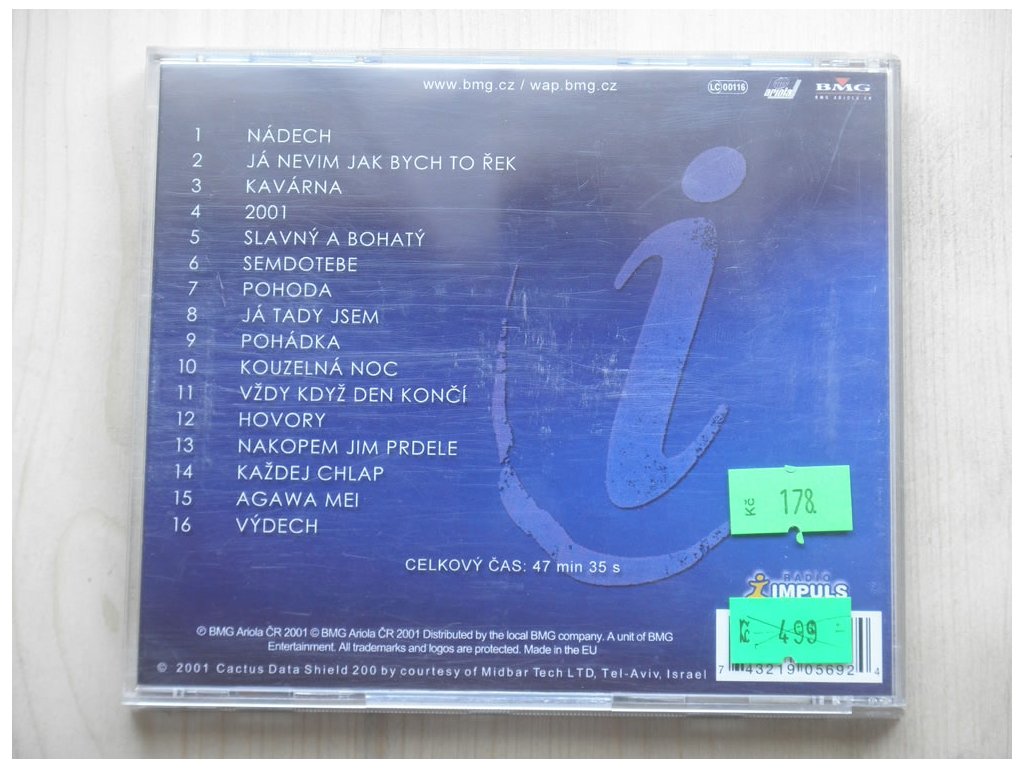 www.bmg.cz / wap.bmg.cz
LC 00116
ariola
BMG
BMG ARIOLA ČR
1 NÁDECH
2 JÁ NEVIM JAK BYCH TO ŘEK
3 KAVÁRNA
4 2001
5 SLAVNÝ A BOHATÝ
6 SEMDOTEBE
7 POHODA
8 JÁ TADY JSEM
9 POHÁDKA
10 KOUZELNÁ NOC
11 VŽDY KDYŽ DEN KONČÍ
12 HOVORY
13 NAKOPEM JIM PRDELE
14 KAŽDEJ CHLAP
15 AGAWA MEI
16 VÝDECH
CELKOVÝ ČAS: 47 min 35 s
Kč 178.
RADIO
IMPULS
Kč 499
℗ BMG Ariola ČR 2001 © BMG Ariola ČR 2001 Distributed by the local BMG company. A unit of BMG
Entertainment. All trademarks and logos are protected. Made in the EU
© 2001 Cactus Data Shield 200 by courtesy of Midbar Tech LTD, Tel-Aviv, Israel
7 43219 05692 4